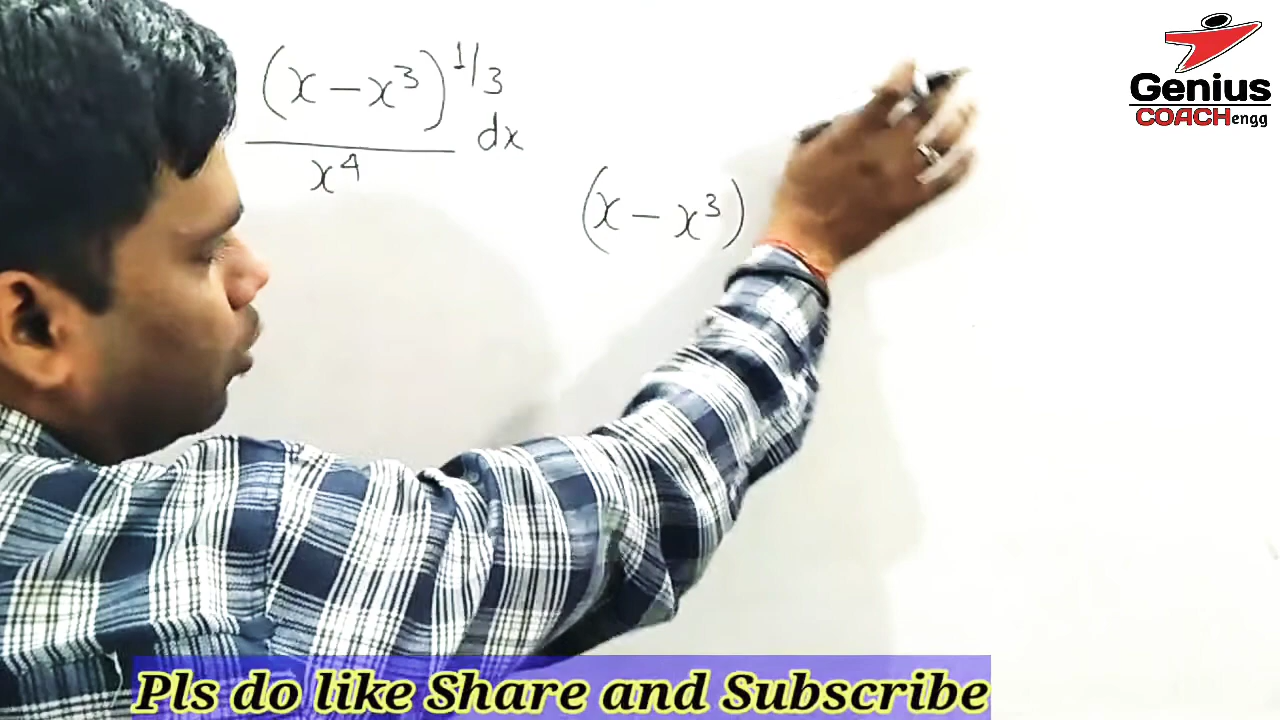 (x - x³)^1/3
x⁴ dx
(x - x³)
Genius
COACHengg
Pls do like Share and Subscribe